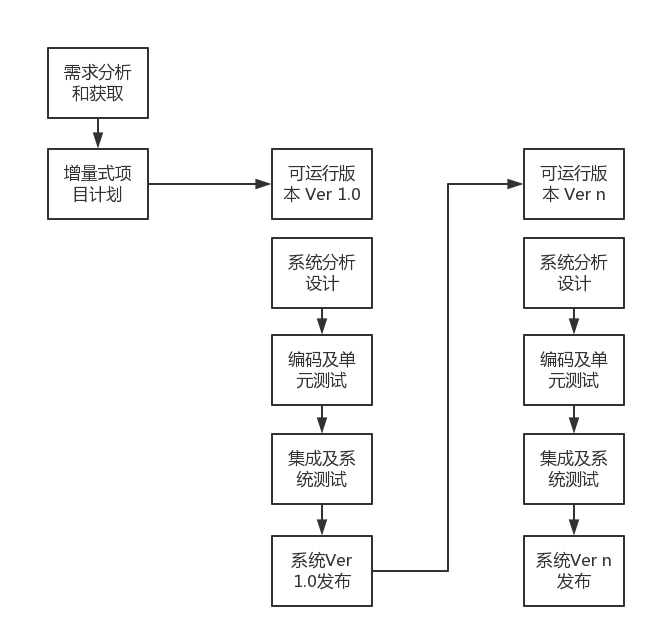 需求分析
和获取
增量式项
目计划
可运行版
本 Ver 1.0
系统分析
设计
编码及单
元测试
集成及系
统测试
系统Ver
1.0发布
可运行版
本 Ver n
系统分析
设计
编码及单
元测试
集成及系
统测试
系统Ver n
发布